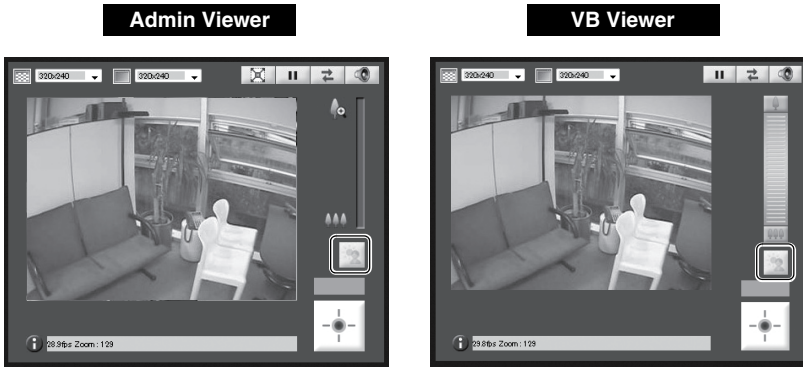 Admin Viewer
320x240
320x240
28.9fps Zoom : 129
VB Viewer
320x240
320x240
29.8fps Zoom : 129